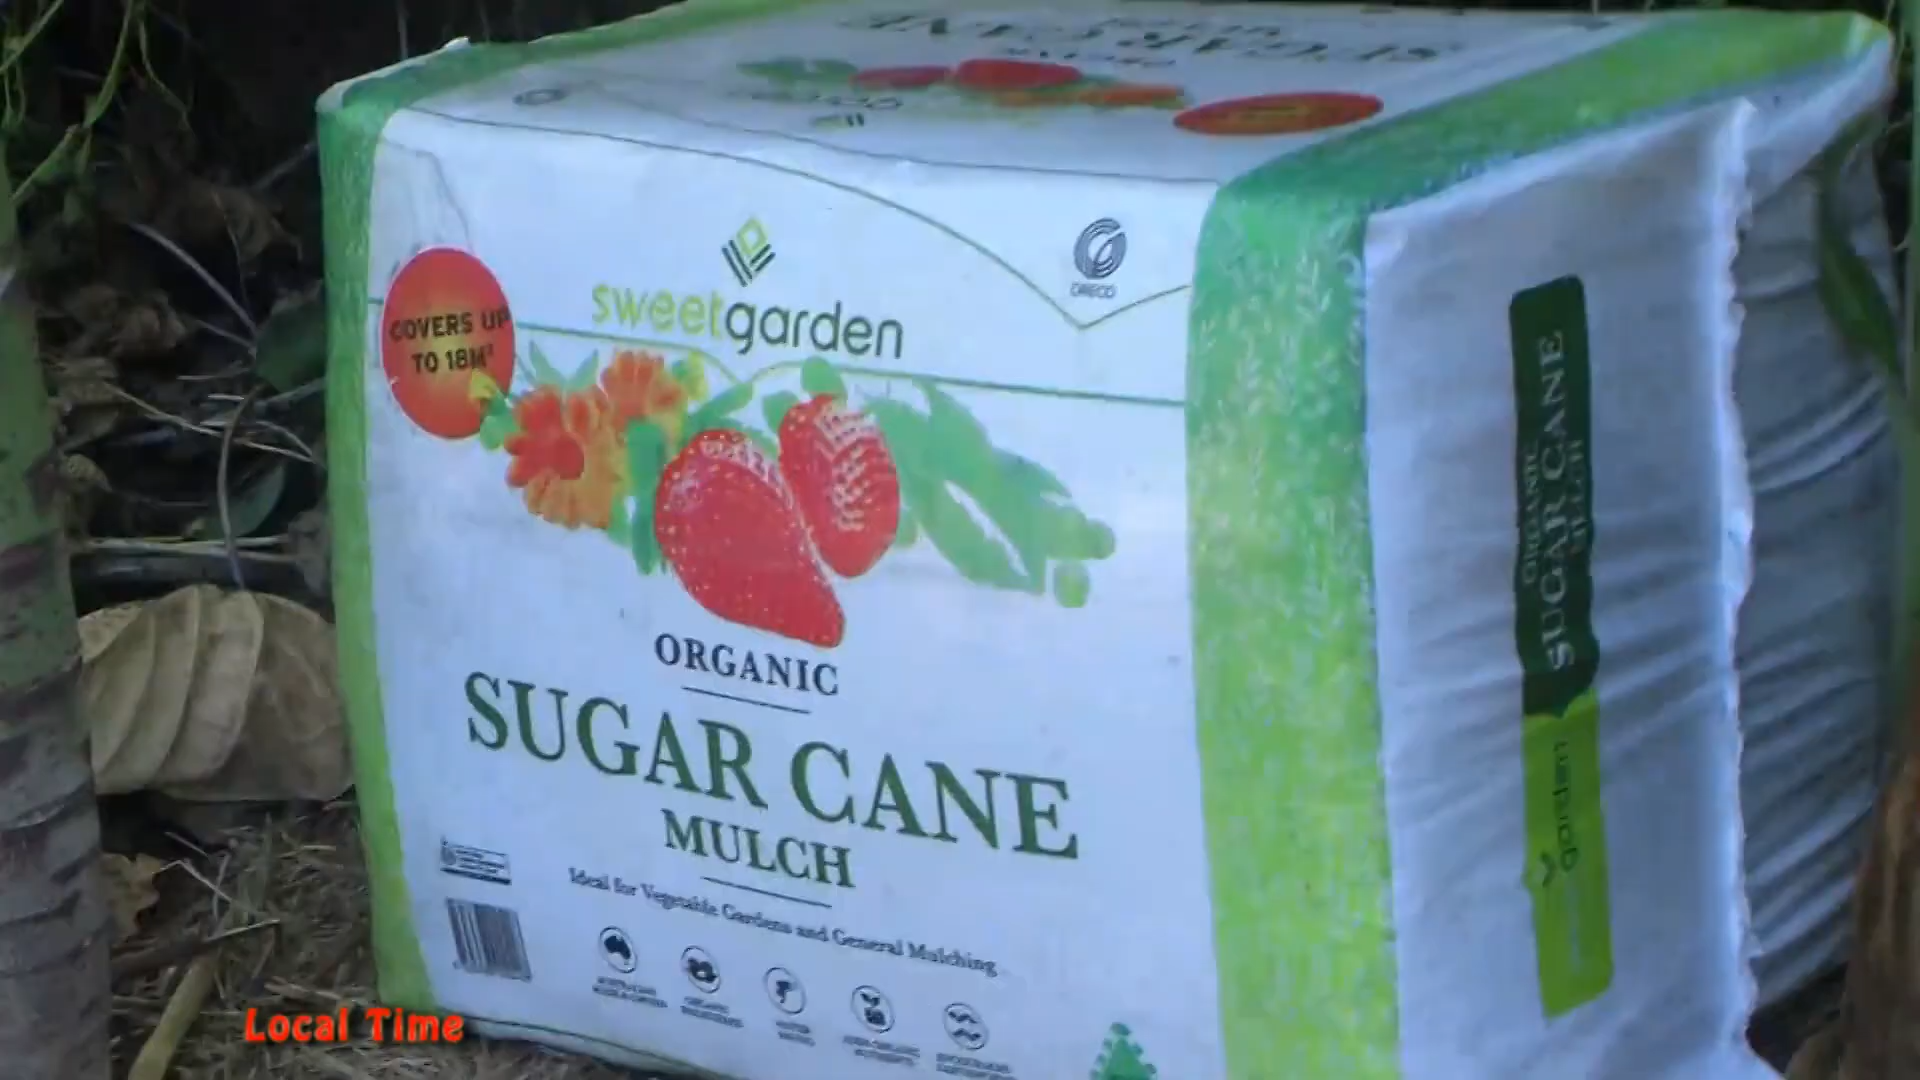 COVERS UP
TO 18M²
sweetgarden
ORGANIC
SUGAR CANE
MULCH
Ideal for Vegetable Gardens and General Mulching
ORGANIC
SUGAR CANE
MULCH
garden
Local Time